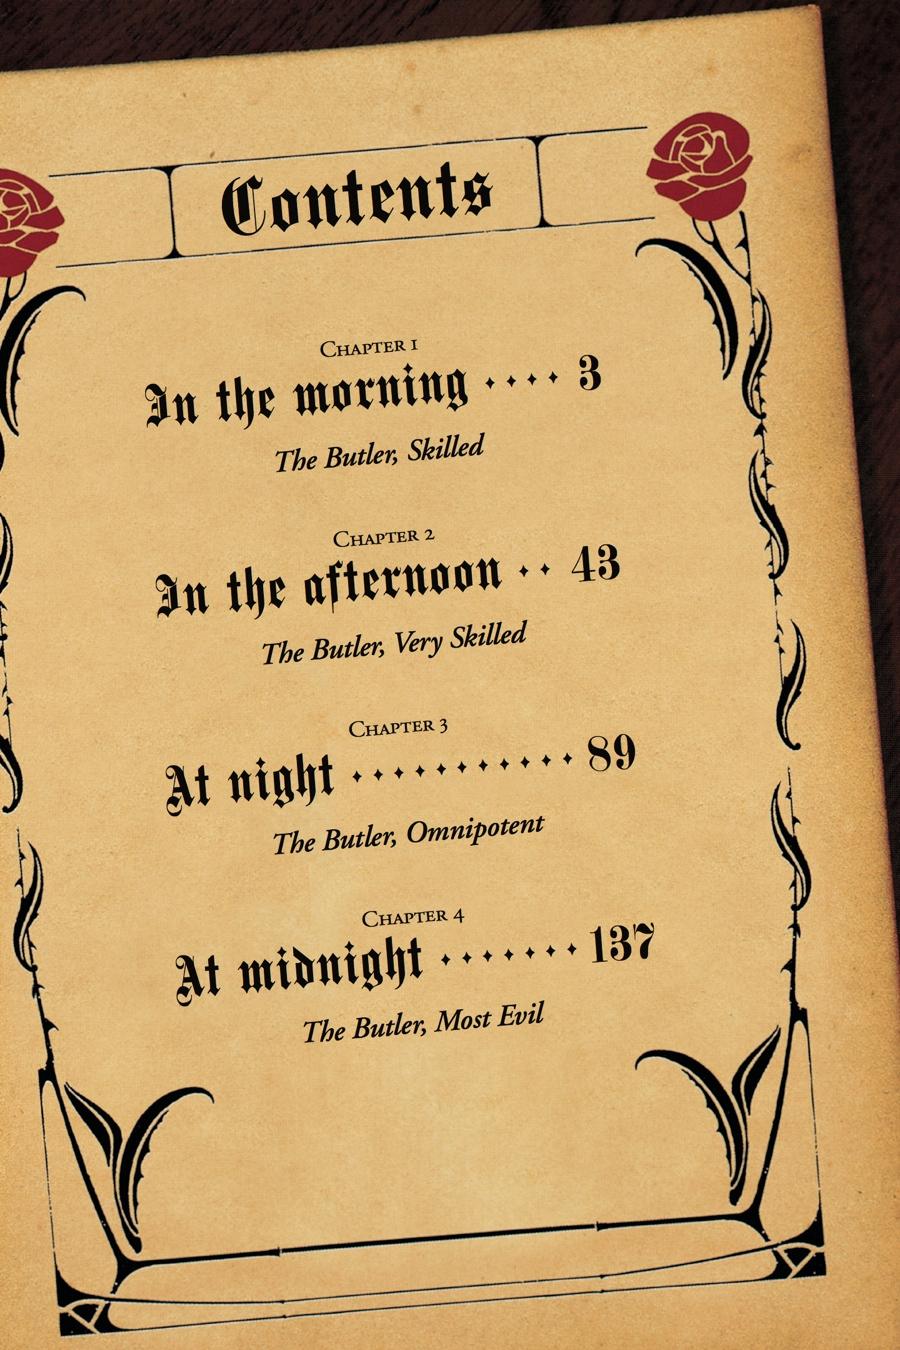 Contents
Chapter 1
In the morning ···· 3
The Butler, Skilled
Chapter 2
In the afternoon ·· 43
The Butler, Very Skilled
Chapter 3
At night ··········· 89
The Butler, Omnipotent
Chapter 4
At midnight ······· 137
The Butler, Most Evil